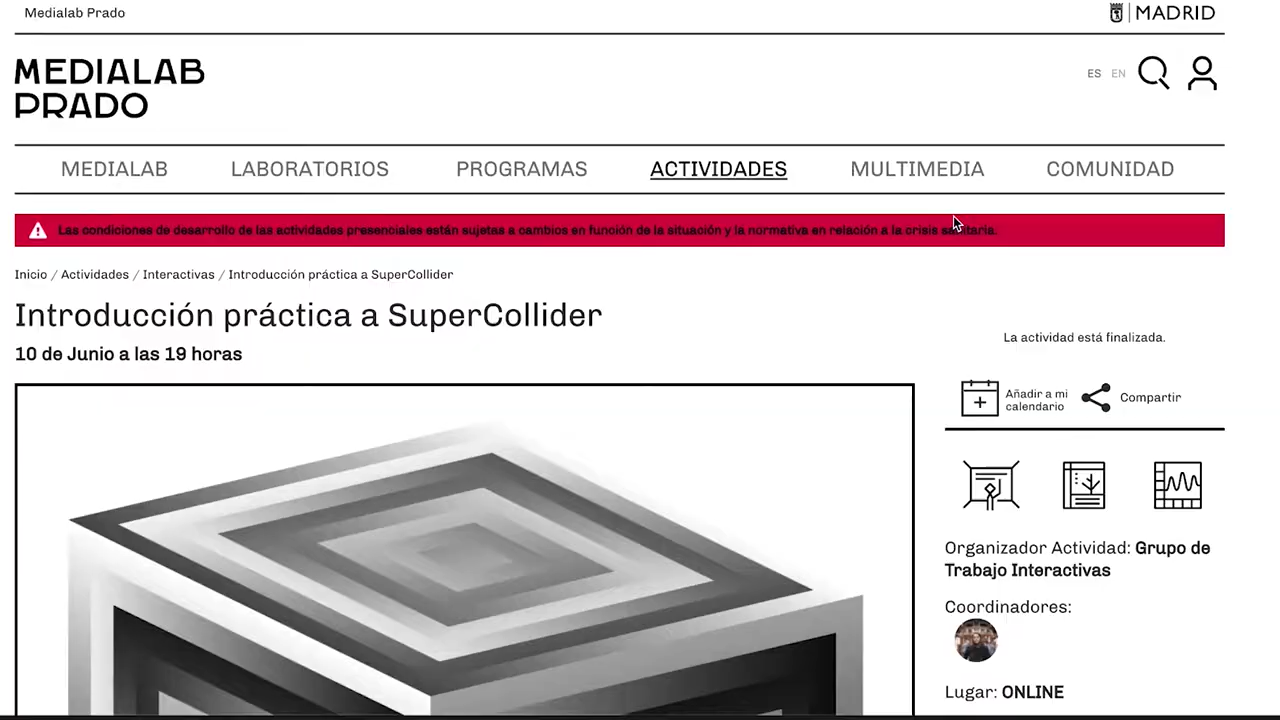 Medialab Prado
MADRID
MEDIALAB
PRADO
ES EN
MEDIALAB LABORATORIOS PROGRAMAS ACTIVIDADES MULTIMEDIA COMUNIDAD
Las condiciones de desarrollo de las actividades presenciales están sujetas a cambios en función de la situación y la normativa en relación a la crisis sanitaria.
Inicio / Actividades / Interactivas / Introducción práctica a SuperCollider
Introducción práctica a SuperCollider
10 de Junio a las 19 horas
La actividad está finalizada.
Añadir a mi
calendario
Compartir
Organizador Actividad: Grupo de
Trabajo Interactivas
Coordinadores:
Lugar: ONLINE